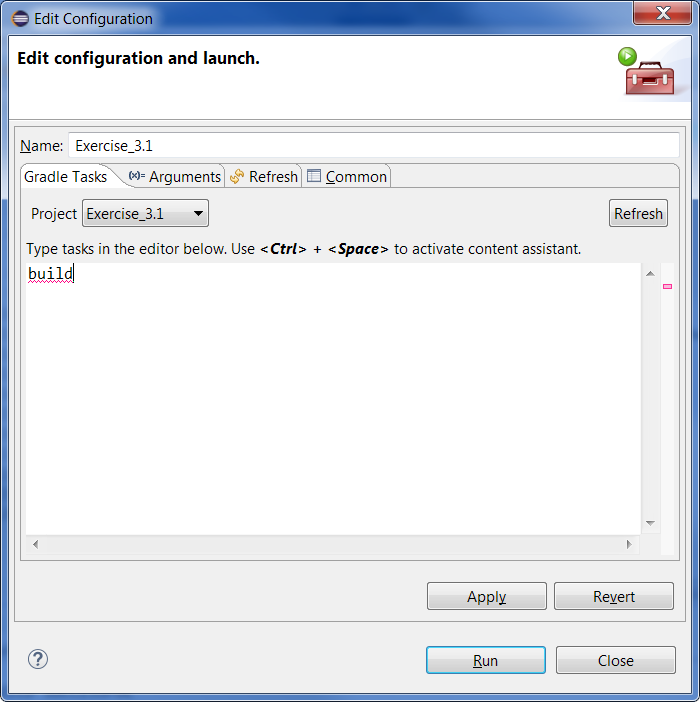 Edit Configuration
Edit configuration and launch.
Name: Exercise_3.1
Gradle Tasks (x)= Arguments Refresh Common
Project Exercise_3.1 Refresh
Type tasks in the editor below. Use <Ctrl> + <Space> to activate content assistant.
build
Apply Revert
? Run Close